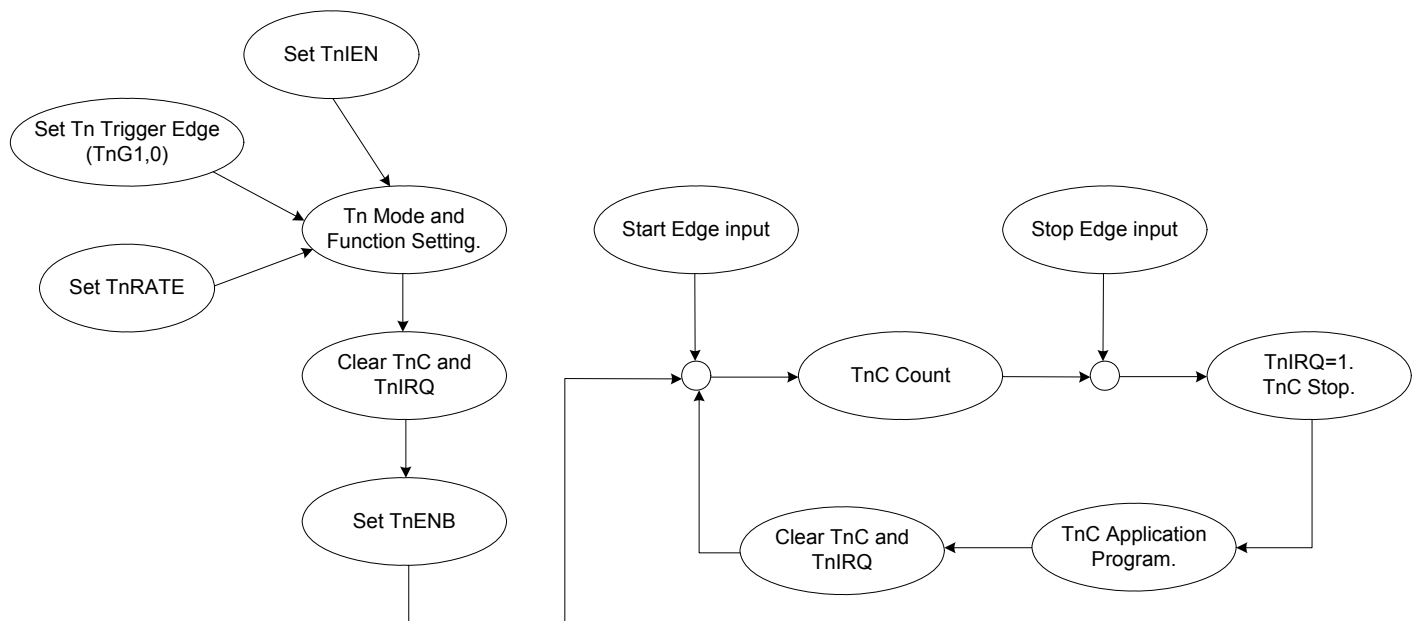 Set TnIEN
Set Tn Trigger Edge
(TnG1,0)
Tn Mode and
Function Setting.
Set TnRATE
Clear TnC and
TnIRQ
Set TnENB
Start Edge input
Stop Edge input
TnC Count
TnIRQ=1.
TnC Stop.
TnC Application
Program.
Clear TnC and
TnIRQ